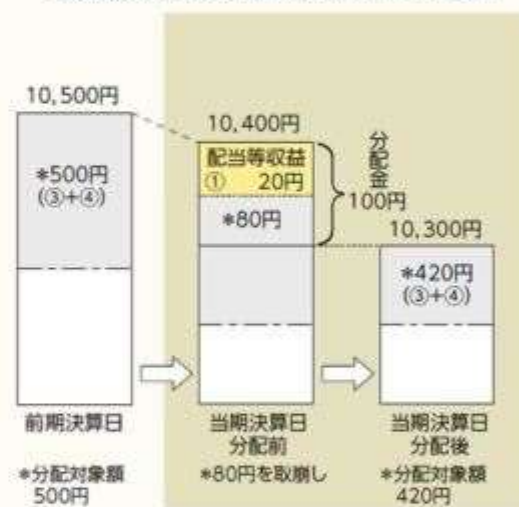 10,500円
*500円
(③+④)
前期決算日
*分配対象額
500円
10,400円
配当等収益
① 20円
*80円
分配金
100円
当期決算日
分配前
*80円を取崩し
10,300円
*420円
(③+④)
当期決算日
分配後
*分配対象額
420円